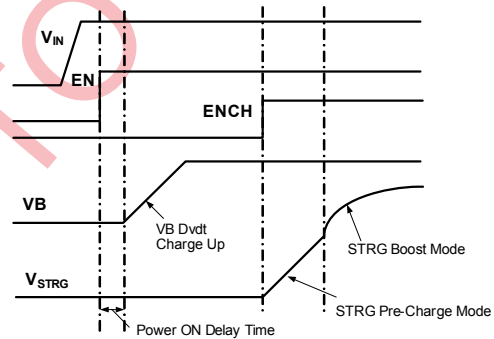 VIN
EN
ENCH
VB
VB Dvdt
Charge Up
STRG Boost Mode
VSTRG
STRG Pre-Charge Mode
Power ON Delay Time